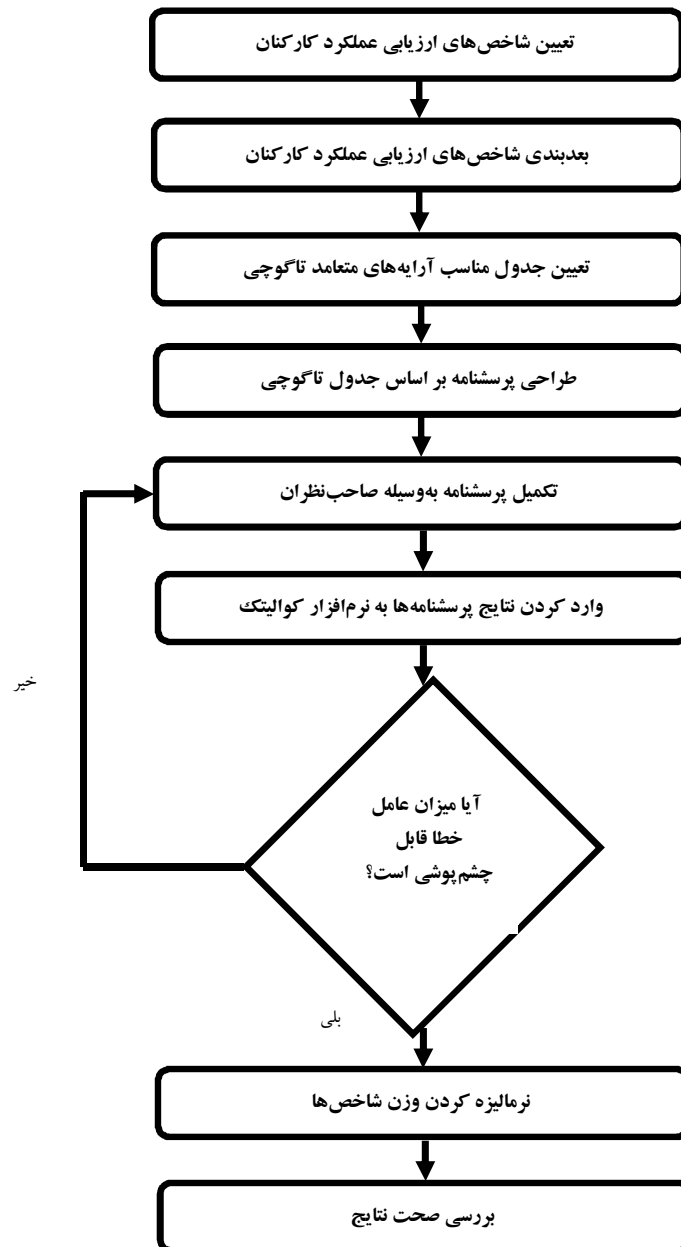 تعیین شاخص‌های ارزیابی عملکرد کارکنان
بعدبندی شاخص‌های ارزیابی عملکرد کارکنان
تعیین جدول مناسب آرایه‌های متعامد تاگوچی
طراحی پرسشنامه بر اساس جدول تاگوچی
تکمیل پرسشنامه به‌وسیله صاحب‌نظران
وارد کردن نتایج پرسشنامه‌ها به نرم‌افزار کوالیتک
خیر
آیا میزان عامل
خطا قابل
چشم‌پوشی است؟
بلی
نرمالیزه کردن وزن شاخص‌ها
بررسی صحت نتایج